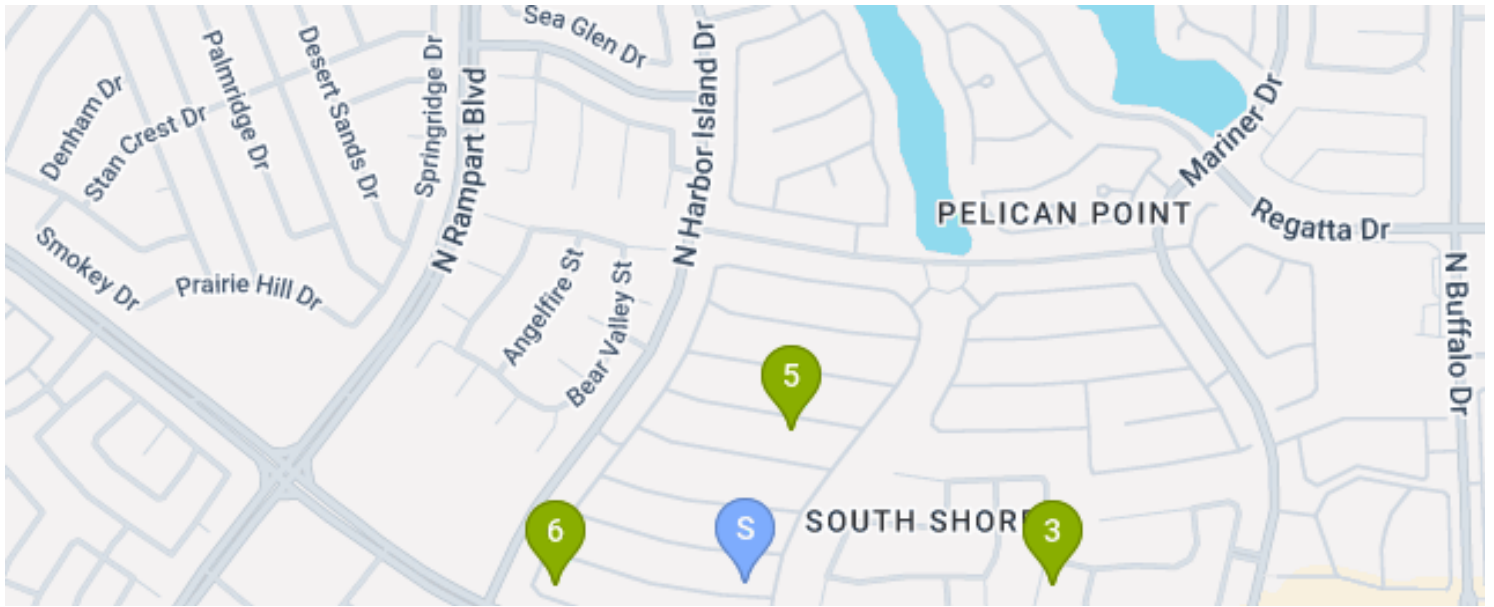 Sea Glen Dr
Denham Dr
Stan Crest Dr
Palmridge Dr
Desert Sands Dr
Springridge Dr
N Rampart Blvd
N Harbor Island Dr
Mariner Dr
PELICAN POINT
Regatta Dr
Smokey Dr
Prairie Hill Dr
Angelfire St
Bear Valley St
N Buffalo Dr
5
6
S
SOUTH SHOR
3